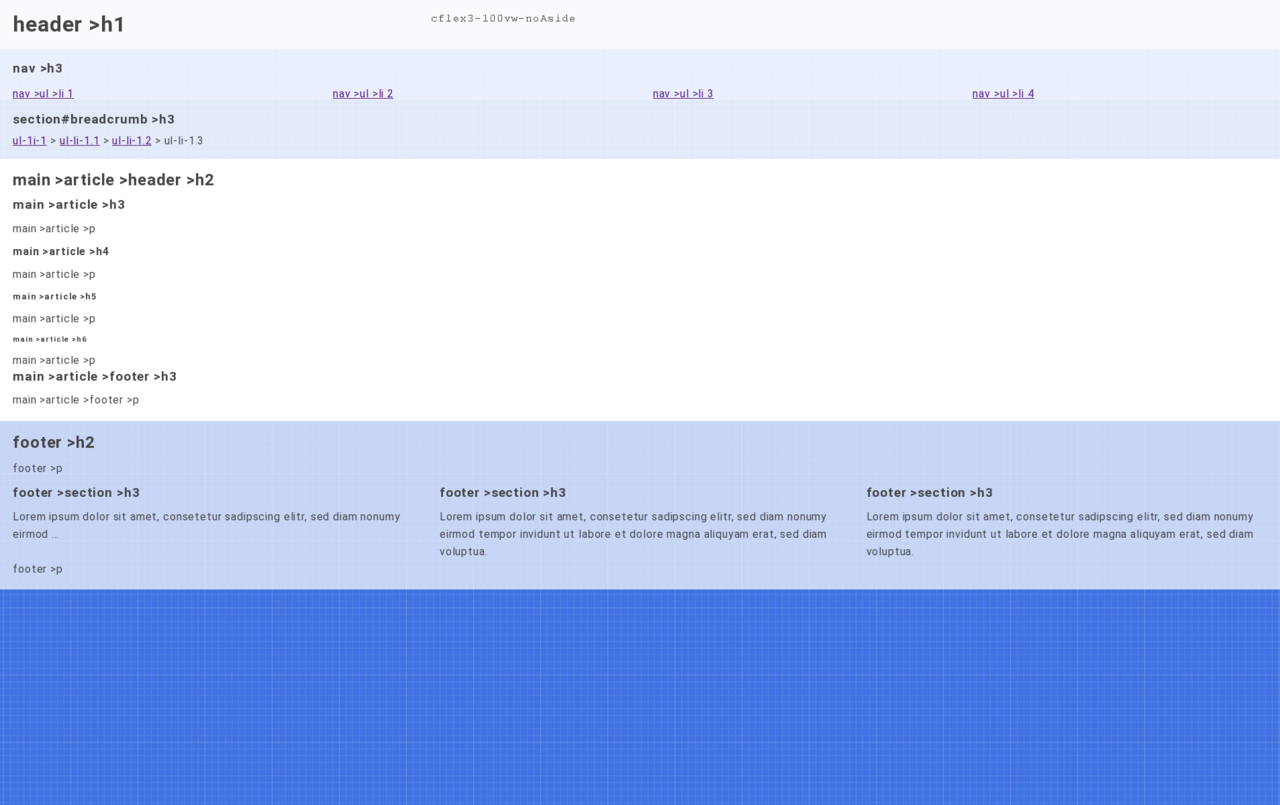 header >h1
cflex3-100vw-noAside
nav >h3
nav >ul >li 1
nav >ul >li 2
nav >ul >li 3
nav >ul >li 4
section#breadcrumb >h3
ul-1i-1 > ul-li-1.1 > ul-li-1.2 > ul-li-1.3
main >article >header >h2
main >article >h3
main >article >p
main >article >h4
main >article >p
main >article >h5
main >article >p
main >article >h6
main >article >p
main >article >footer >h3
main >article >footer >p
footer >h2
footer >p
footer >section >h3
Lorem ipsum dolor sit amet, consetetur sadipscing elitr, sed diam nonumy
eirmod ...
footer >section >h3
Lorem ipsum dolor sit amet, consetetur sadipscing elitr, sed diam nonumy
eirmod tempor invidunt ut labore et dolore magna aliquyam erat, sed diam
voluptua.
footer >section >h3
Lorem ipsum dolor sit amet, consetetur sadipscing elitr, sed diam nonumy
eirmod tempor invidunt ut labore et dolore magna aliquyam erat, sed diam
voluptua.
footer >p